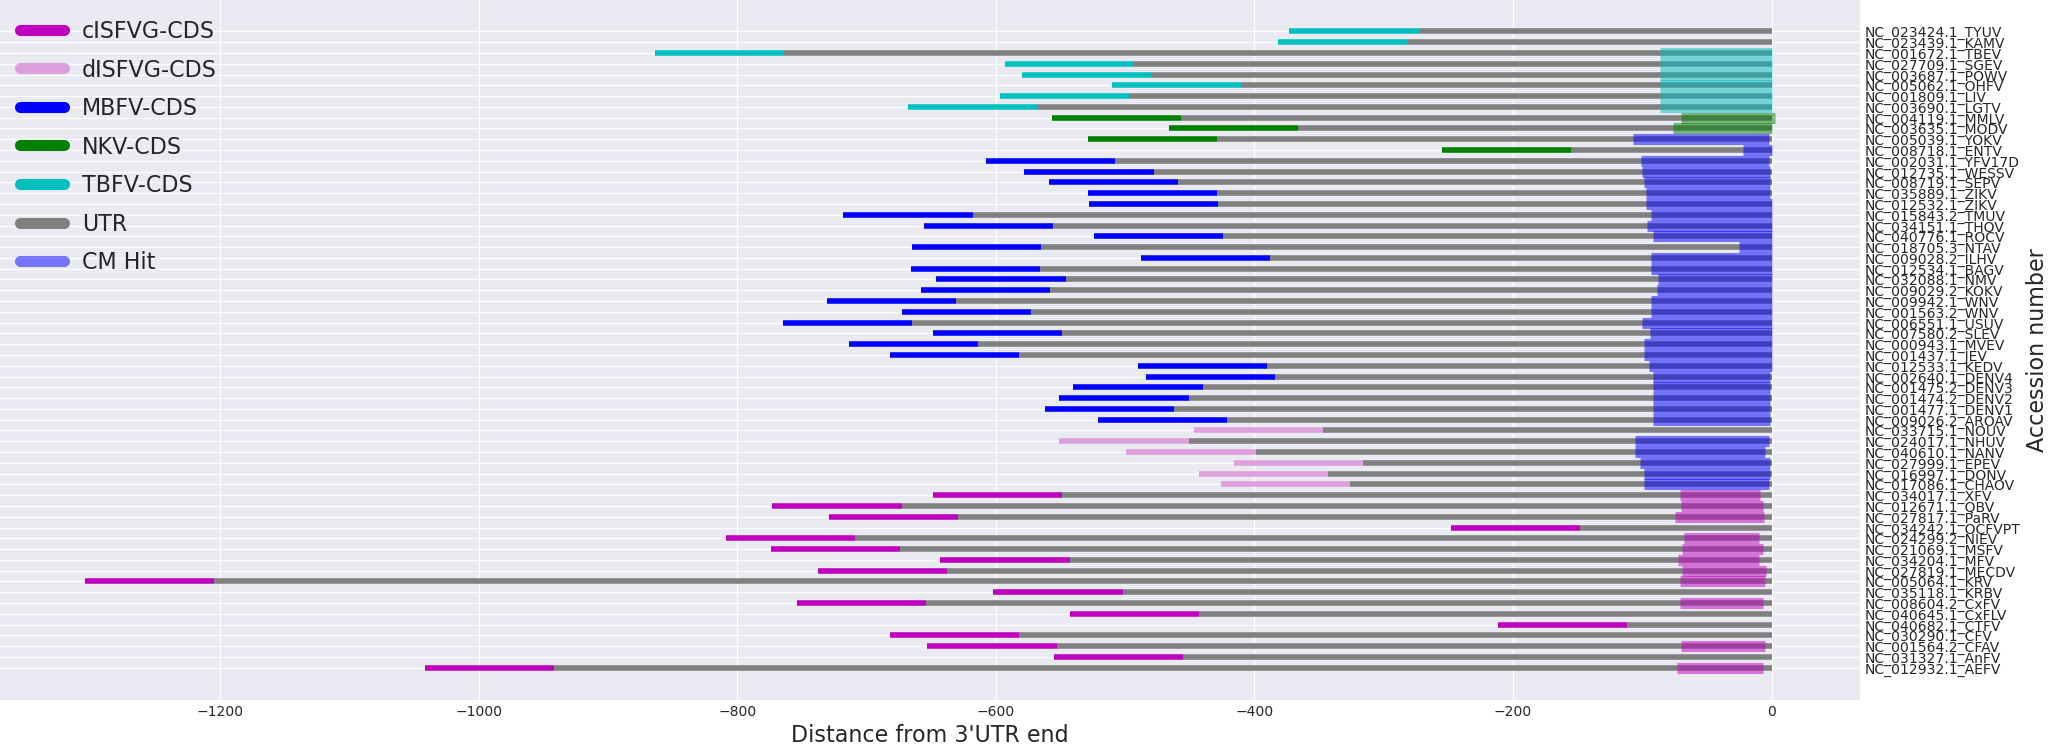 cISFVG-CDS
dISFVG-CDS
MBFV-CDS
NKV-CDS
TBFV-CDS
UTR
CM Hit
NC_023424.1_TYUV
NC_023439.1_KAMV
NC_001672.1_TBEV
NC_027709.1_SGEV
NC_003687.1_POWV
NC_005062.1_OHFV
NC_001809.1_LIV
NC_003690.1_LGTV
NC_004119.1_MMLV
NC_003635.1_MODV
NC_005039.1_YOKV
NC_008718.1_ENTV
NC_002031.1_YFV17D
NC_012735.1_WESSV
NC_008719.1_SEPV
NC_035889.1_ZIKV
NC_012532.1_ZIKV
NC_015843.2_TMUV
NC_034151.1_THOV
NC_040776.1_ROCV
NC_018705.3_NTAV
NC_009028.2_ILHV
NC_012534.1_BAGV
NC_032088.1_NMV
NC_009029.2_KOKV
NC_009942.1_WNV
NC_001563.2_WNV
NC_006551.1_USUV
NC_007580.2_SLEV
NC_000943.1_MVEV
NC_001437.1_JEV
NC_012533.1_KEDV
NC_002640.1_DENV4
NC_001475.2_DENV3
NC_001474.2_DENV2
NC_001477.1_DENV1
NC_009026.2_AROAV
NC_033715.1_NOUV
NC_024017.1_NHUV
NC_040610.1_NANV
NC_027999.1_EPEV
NC_016997.1_DONV
NC_017086.1_CHAOV
NC_034017.1_XFV
NC_012671.1_QBV
NC_027817.1_PaRV
NC_034242.1_OCFVPT
NC_024299.2_NIEV
NC_021069.1_MSFV
NC_034204.1_MFV
NC_027819.1_MECDV
NC_005064.1_KRV
NC_035118.1_KRBV
NC_008604.2_CxFV
NC_040645.1_CxFLV
NC_040682.1_CTFV
NC_030290.1_CFV
NC_001564.2_CFAV
NC_031327.1_AnFV
NC_012932.1_AEFV
Accession number
−1200
−1000
−800
−600
−400
−200
0
Distance from 3'UTR end